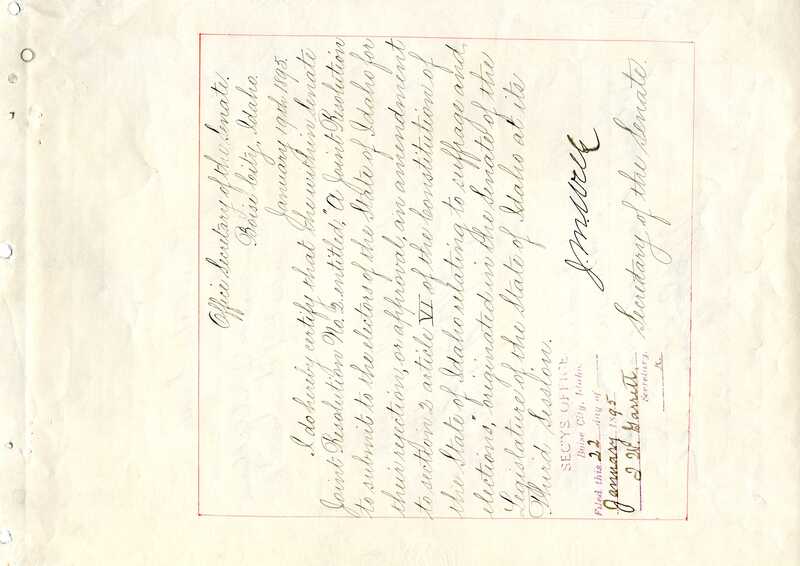 Office Secretary of the Senate.
Boise City, Idaho.
January 19th 1895.
I do hereby certify that the within Senate
Joint Resolution No. 2 entitled, "A Joint Resolution
to submit to the electors of the State of Idaho for
their rejection, or approval, an amendment
to section 2 article VI of the Constitution of
the State of Idaho relating to suffrage and
elections," originated in the Senate of the
Legislature of the State of Idaho at its
Third Session.
SEC'YS OFFICE
Boise City, Idaho.
Filed this 22 day of
January 1895
I. W. Garrett,
Secretary.
J. M.
Secretary of the Senate.